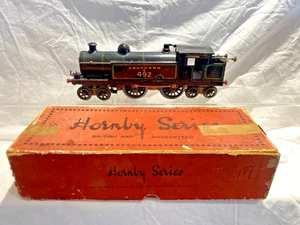 SOUTHERN
492
Hornby Series
BRITISH AND GUARANTEED
Hornby Series